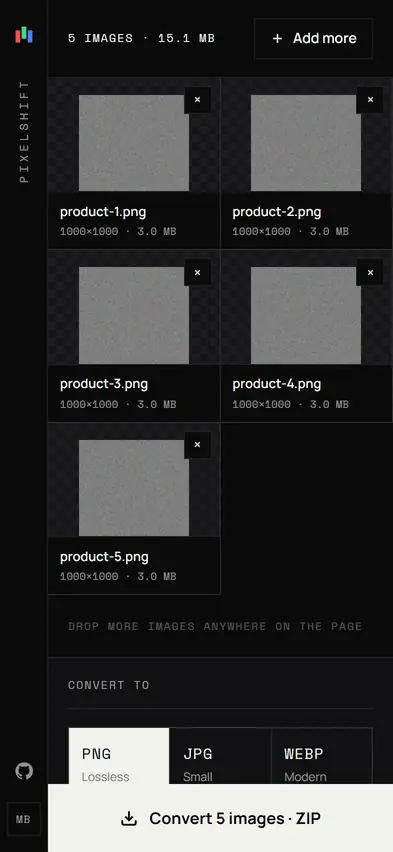 PIXELSHIFT
5 IMAGES · 15.1 MB
+ Add more
×
×
product-1.png
product-2.png
1000×1000 · 3.0 MB
1000×1000 · 3.0 MB
×
×
product-3.png
product-4.png
1000×1000 · 3.0 MB
1000×1000 · 3.0 MB
×
product-5.png
1000×1000 · 3.0 MB
DROP MORE IMAGES ANYWHERE ON THE PAGE
CONVERT TO
PNG
JPG
WEBP
Lossless
Small
Modern
MB
Convert 5 images · ZIP